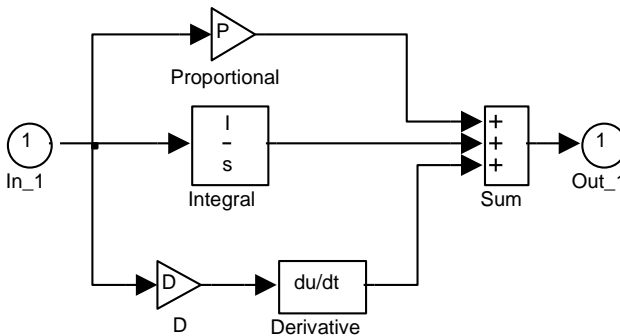 P
Proportional
1
In_1
I
s
Integral
+
+
+
Sum
1
Out_1
D
D
du/dt
Derivative